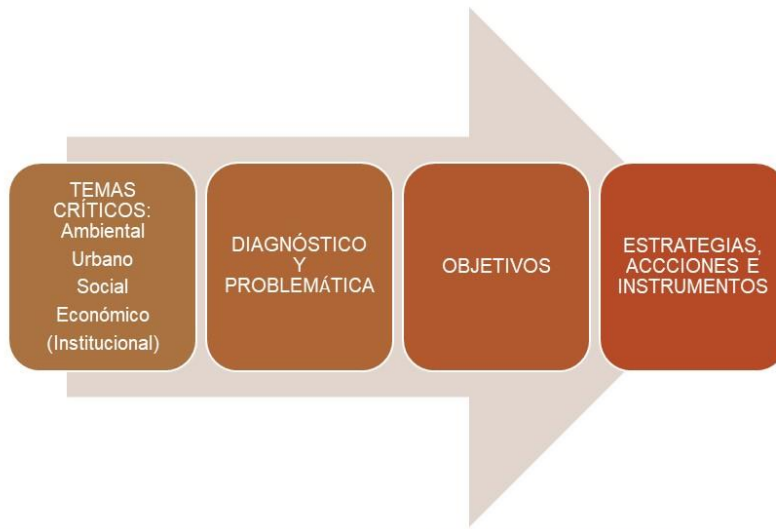 TEMAS
CRÍTICOS:
Ambiental
Urbano
Social
Económico
(Institucional)
DIAGNÓSTICO
Y
PROBLEMÁTICA
OBJETIVOS
ESTRATEGIAS,
ACCCIONES E
INSTRUMENTOS